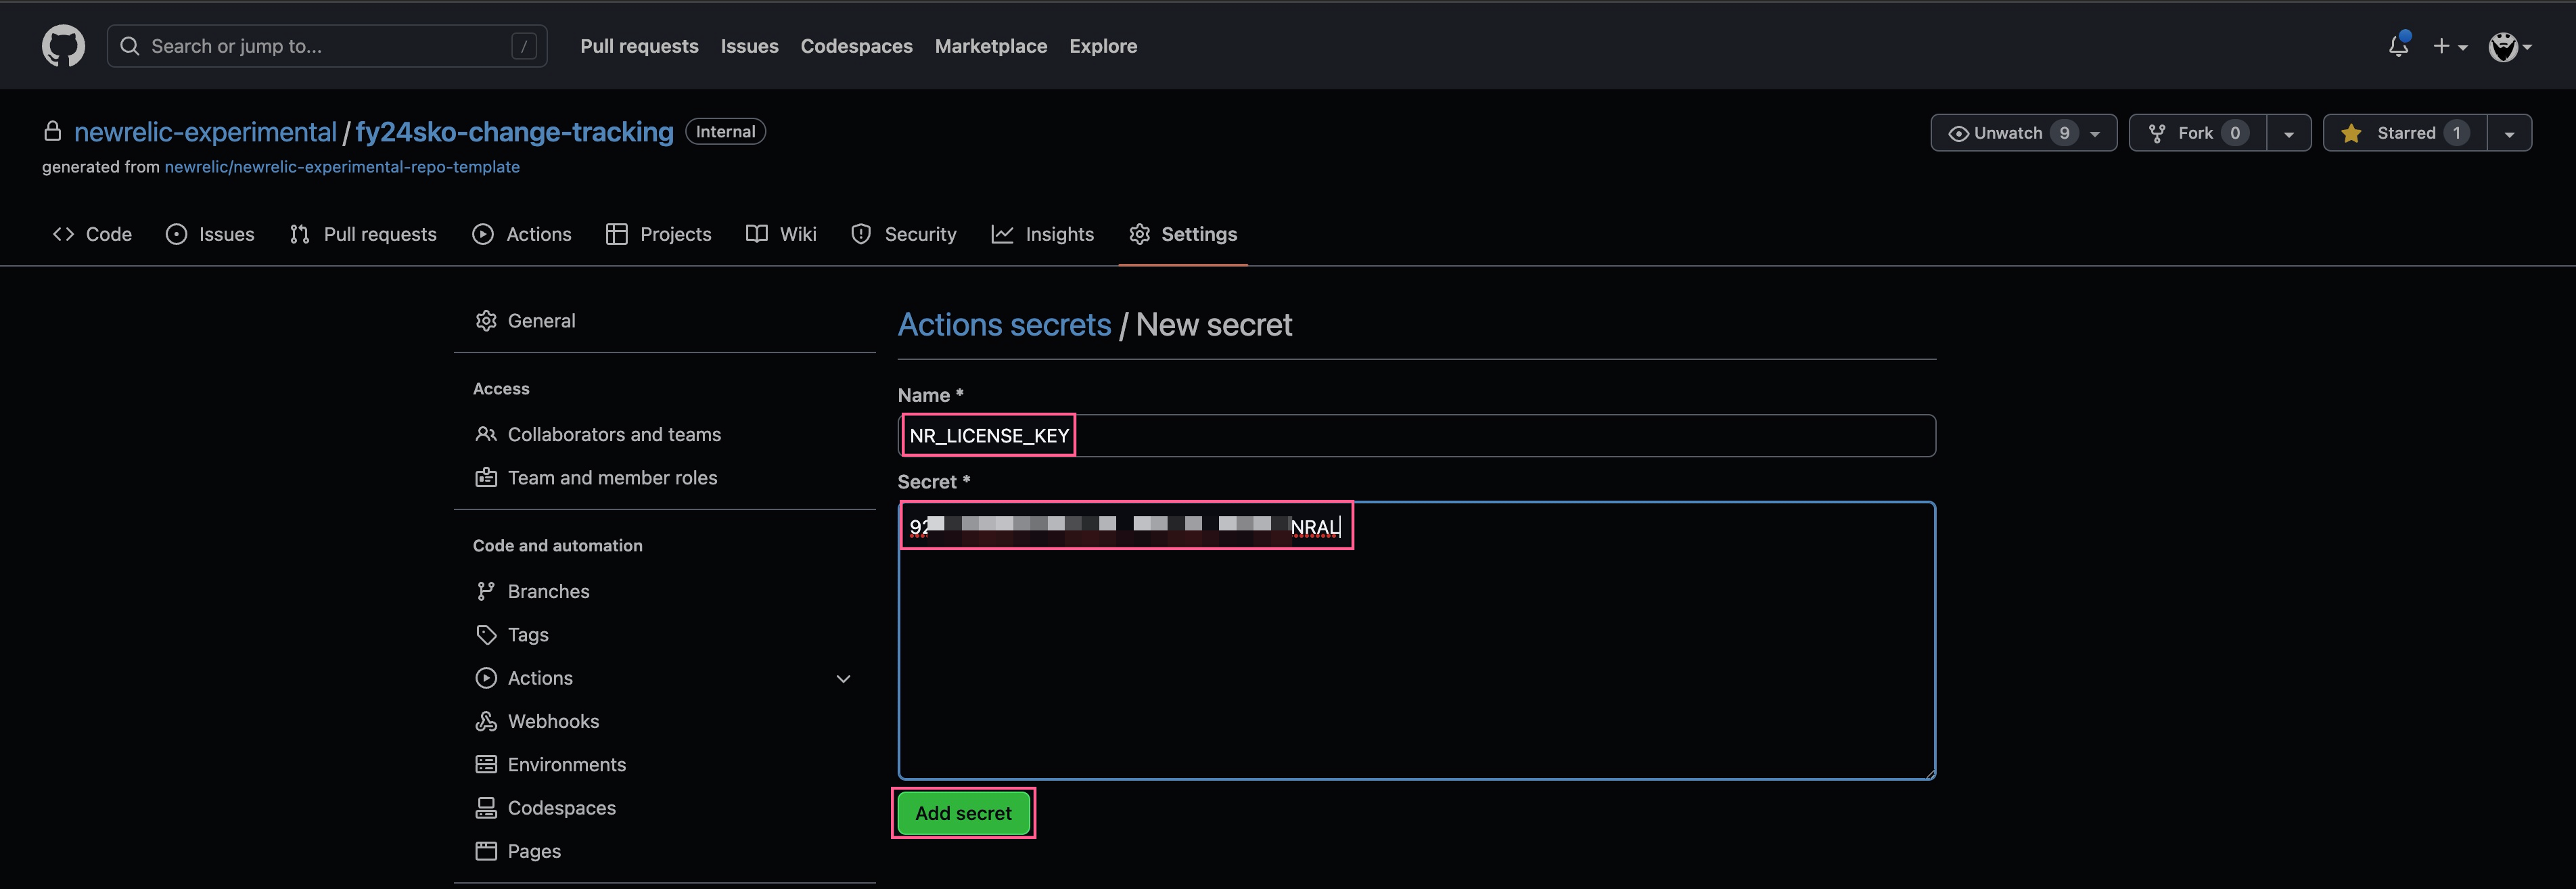 Search or jump to... /
Pull requests Issues Codespaces Marketplace Explore
newrelic-experimental / fy24sko-change-tracking Internal
generated from newrelic/newrelic-experimental-repo-template
Unwatch 9 Fork 0 Starred 1
Code Issues Pull requests Actions Projects Wiki Security Insights Settings
General
Access
Collaborators and teams
Team and member roles
Code and automation
Branches
Tags
Actions
Webhooks
Environments
Codespaces
Pages
Actions secrets / New secret
Name *
NR_LICENSE_KEY
Secret *
92 NRAL
Add secret